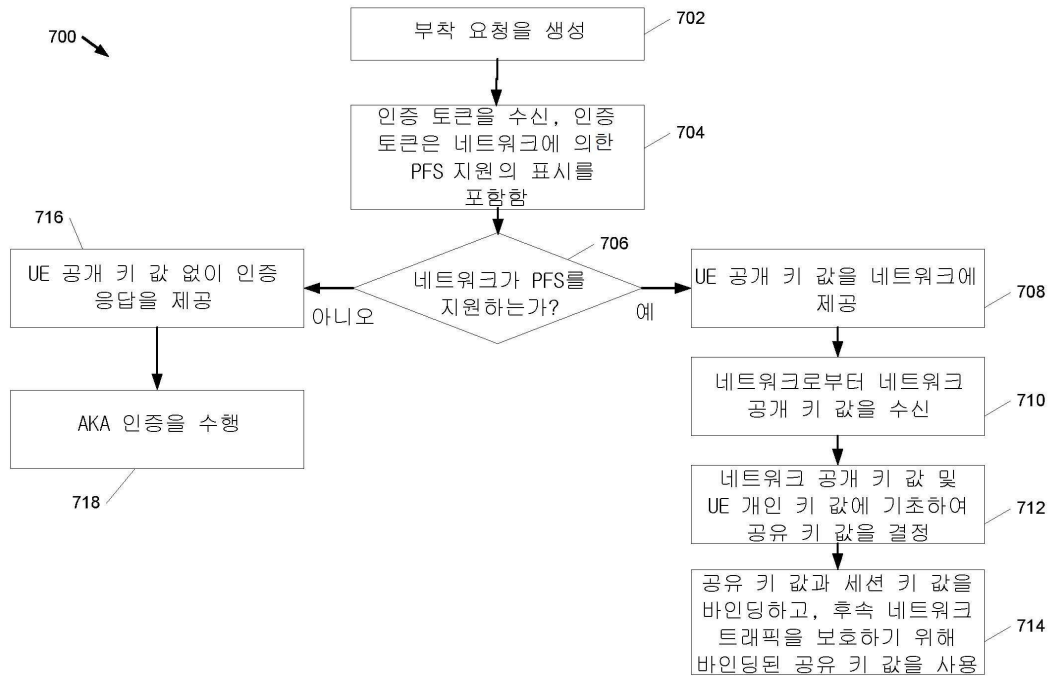 700
부착 요청을 생성
702
인증 토큰을 수신, 인증
토큰은 네트워크에 의한
PFS 지원의 표시를
포함함
704
네트워크가 PFS를
지원하는가?
706
아니오
예
716
UE 공개 키 값 없이 인증
응답을 제공
AKA 인증을 수행
718
UE 공개 키 값을 네트워크에
제공
708
네트워크로부터 네트워크
공개 키 값을 수신
710
네트워크 공개 키 값 및
UE 개인 키 값에 기초하여
공유 키 값을 결정
712
공유 키 값과 세션 키 값을
바인딩하고, 후속 네트워크
트래픽을 보호하기 위해
바인딩된 공유 키 값을 사용
714